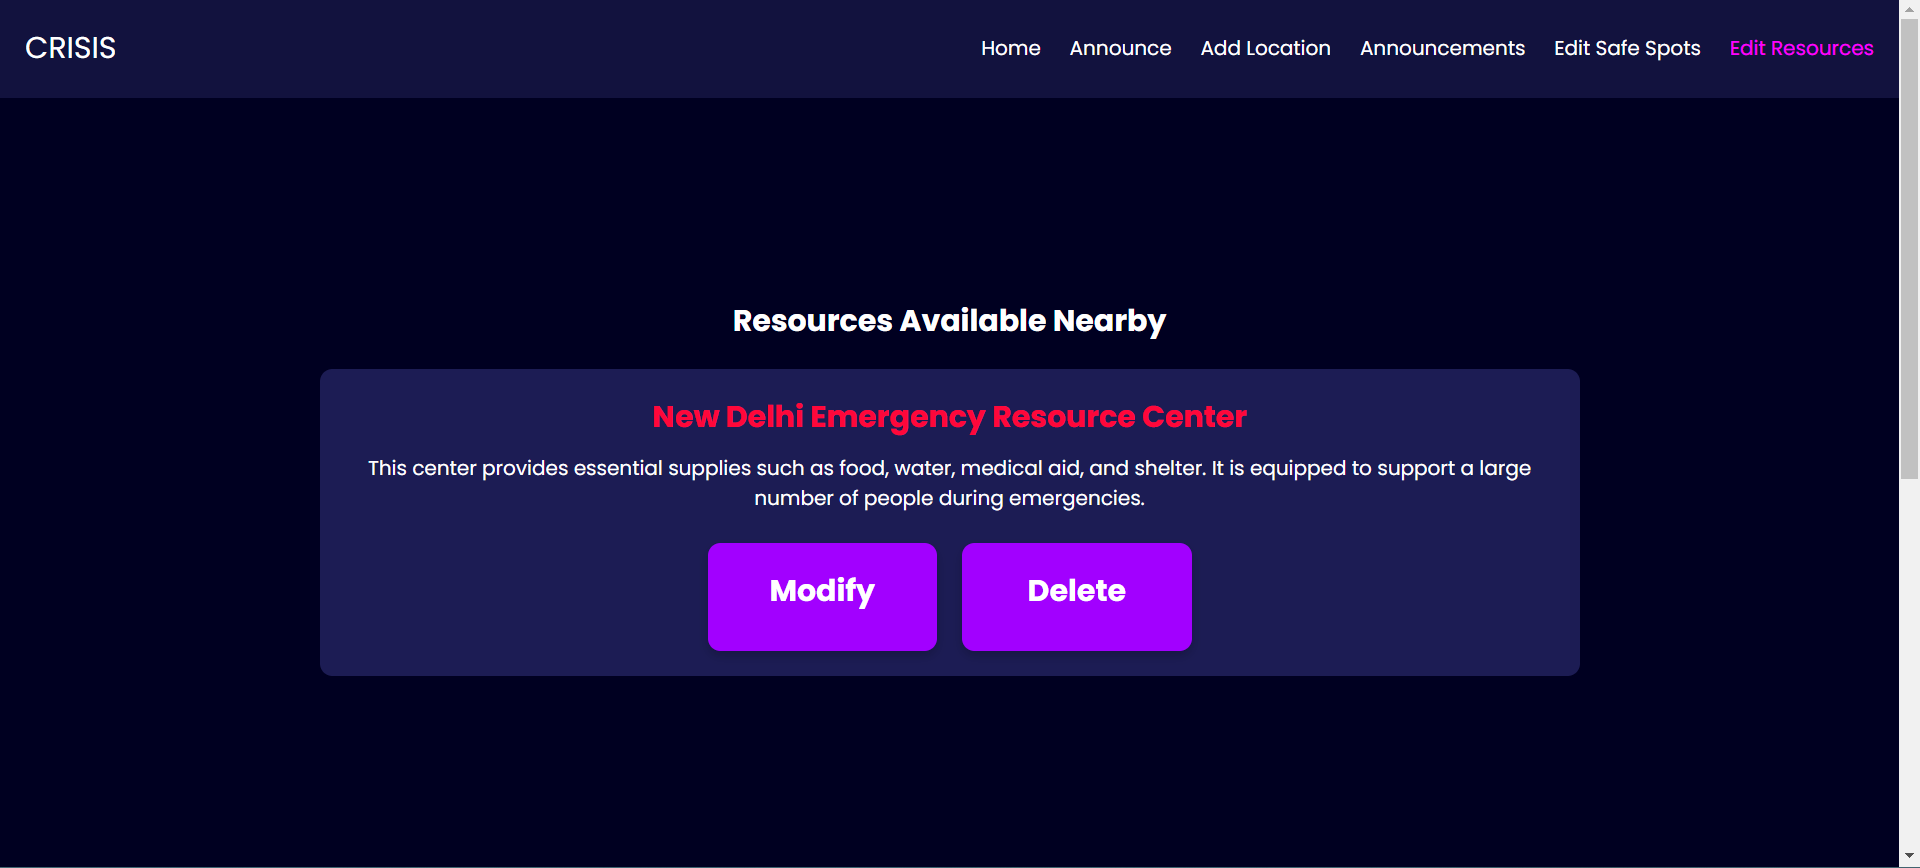 CRISIS
Home Announce Add Location Announcements Edit Safe Spots Edit Resources
Resources Available Nearby
New Delhi Emergency Resource Center
This center provides essential supplies such as food, water, medical aid, and shelter. It is equipped to support a large
number of people during emergencies.
Modify Delete